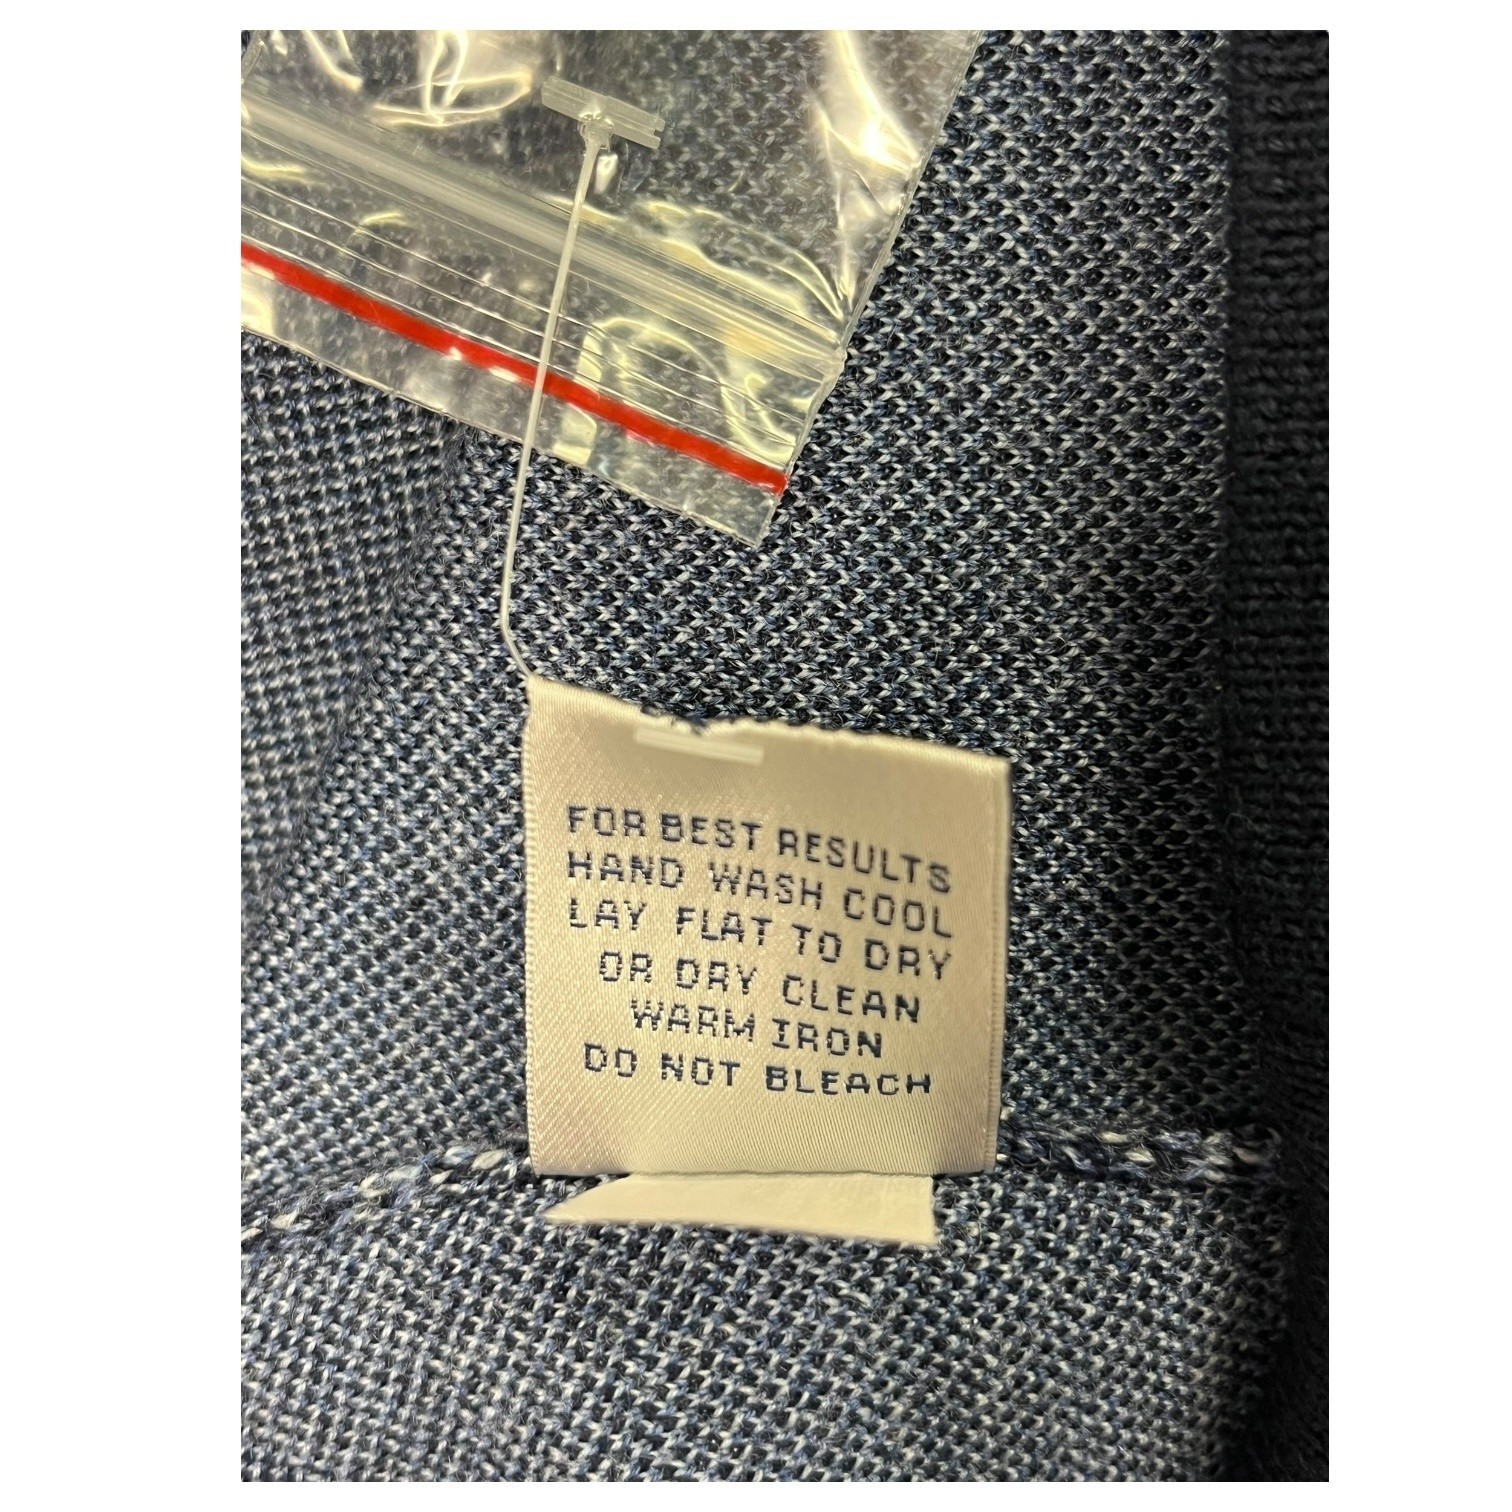 FOR BEST RESULTS
HAND WASH COOL
LAY FLAT TO DRY
OR DRY CLEAN
WARM IRON
DO NOT BLEACH